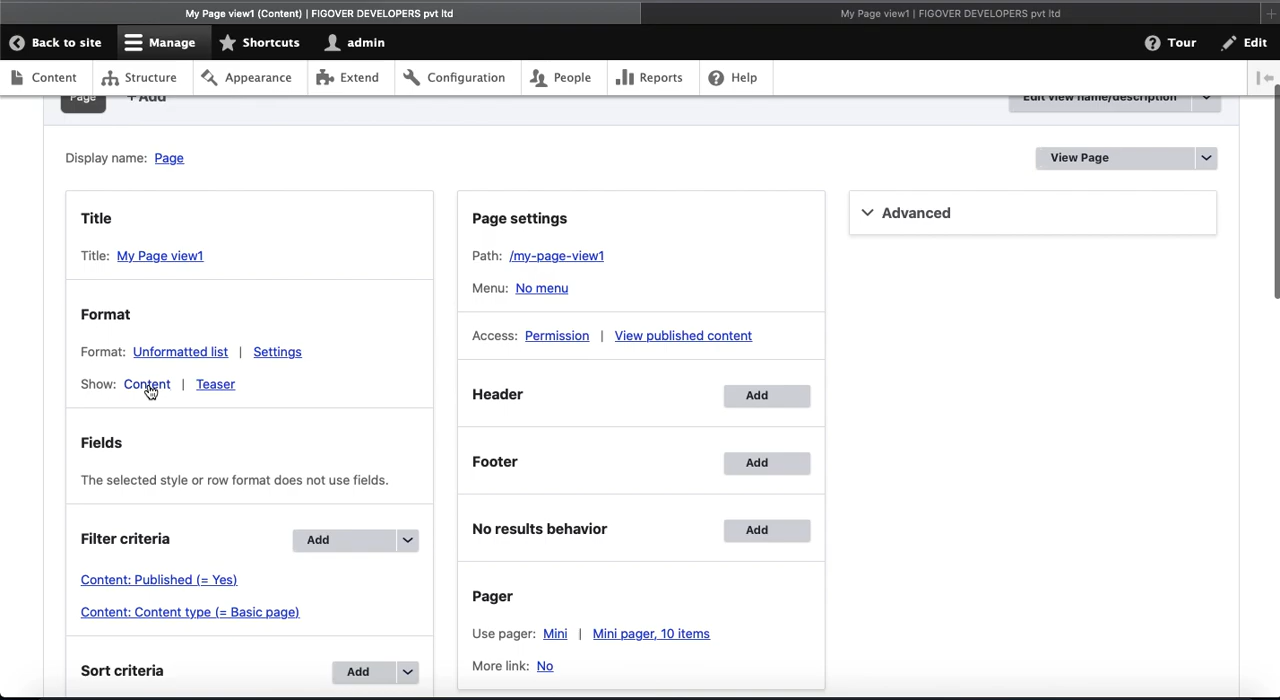 My Page view1 (Content) | FIGOVER DEVELOPERS pvt ltd
My Page view1 | FIGOVER DEVELOPERS pvt ltd
Back to site Manage Shortcuts admin Tour Edit
Content Structure Appearance Extend Configuration People Reports Help
Page + Add Edit view name/description
Display name: Page View Page
Title
Title: My Page view1
Format
Format: Unformatted list | Settings
Show: Content | Teaser
Fields
The selected style or row format does not use fields.
Filter criteria Add
Content: Published (= Yes)
Content: Content type (= Basic page)
Sort criteria Add
Page settings
Path: /my-page-view1
Menu: No menu
Access: Permission | View published content
Header Add
Footer Add
No results behavior Add
Pager
Use pager: Mini | Mini pager, 10 items
More link: No
Advanced